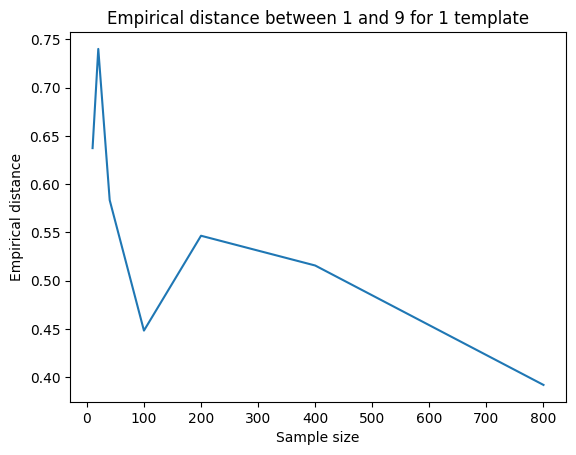 Empirical distance between 1 and 9 for 1 template
0.75
0.70
0.65
0.60
0.55
0.50
0.45
0.40
Empirical distance
0 100 200 300 400 500 600 700 800
Sample size